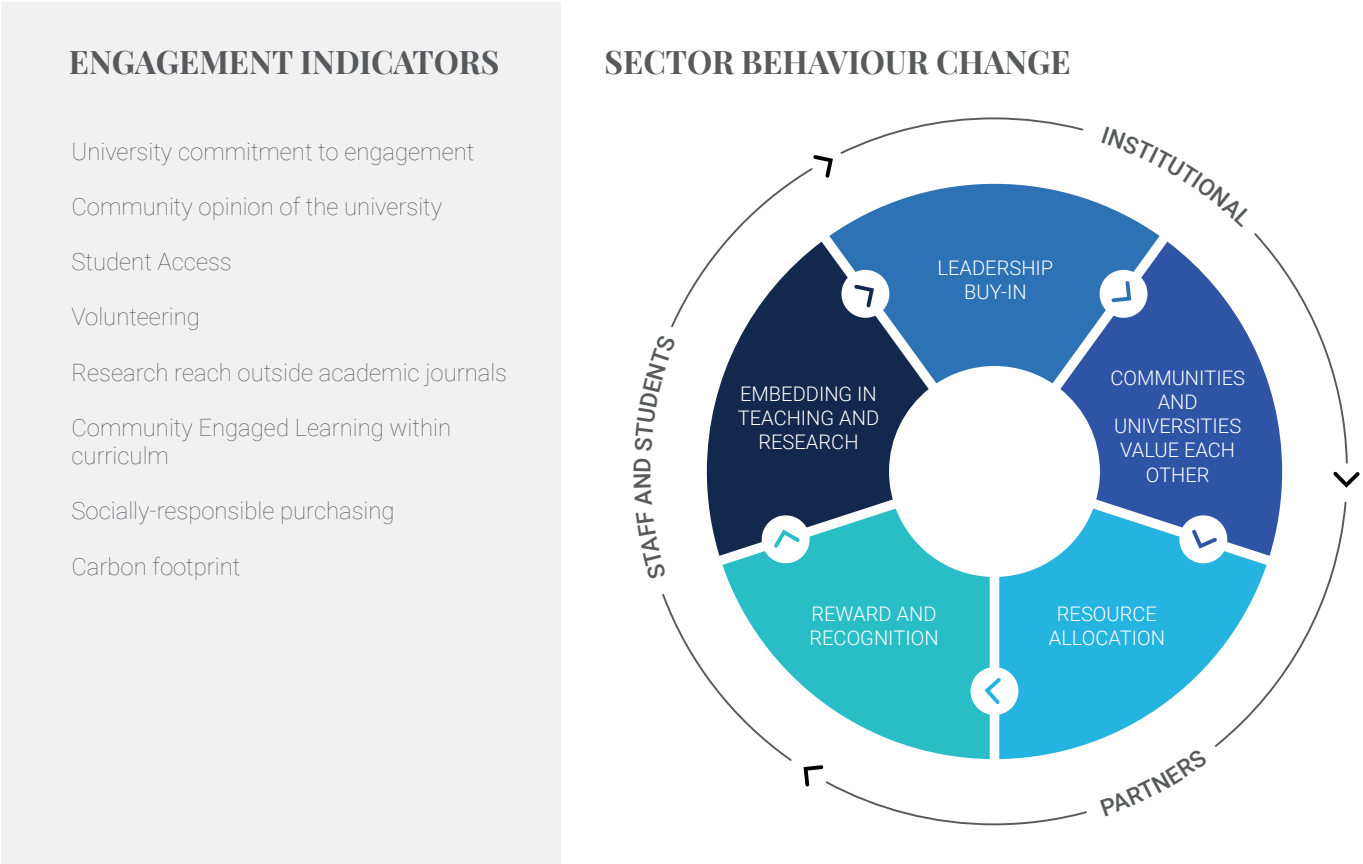 ENGAGEMENT INDICATORS
University commitment to engagement
Community opinion of the university
Student Access
Volunteering
Research reach outside academic journals
Community Engaged Learning within
curriculm
Socially-responsible purchasing
Carbon footprint
SECTOR BEHAVIOUR CHANGE
INSTITUTIONAL
LEADERSHIP
BUY-IN
COMMUNITIES
AND
UNIVERSITIES
VALUE EACH
OTHER
RESOURCE
ALLOCATION
PARTNERS
REWARD AND
RECOGNITION
EMBEDDING IN
TEACHING AND
RESEARCH
STAFF AND STUDENTS